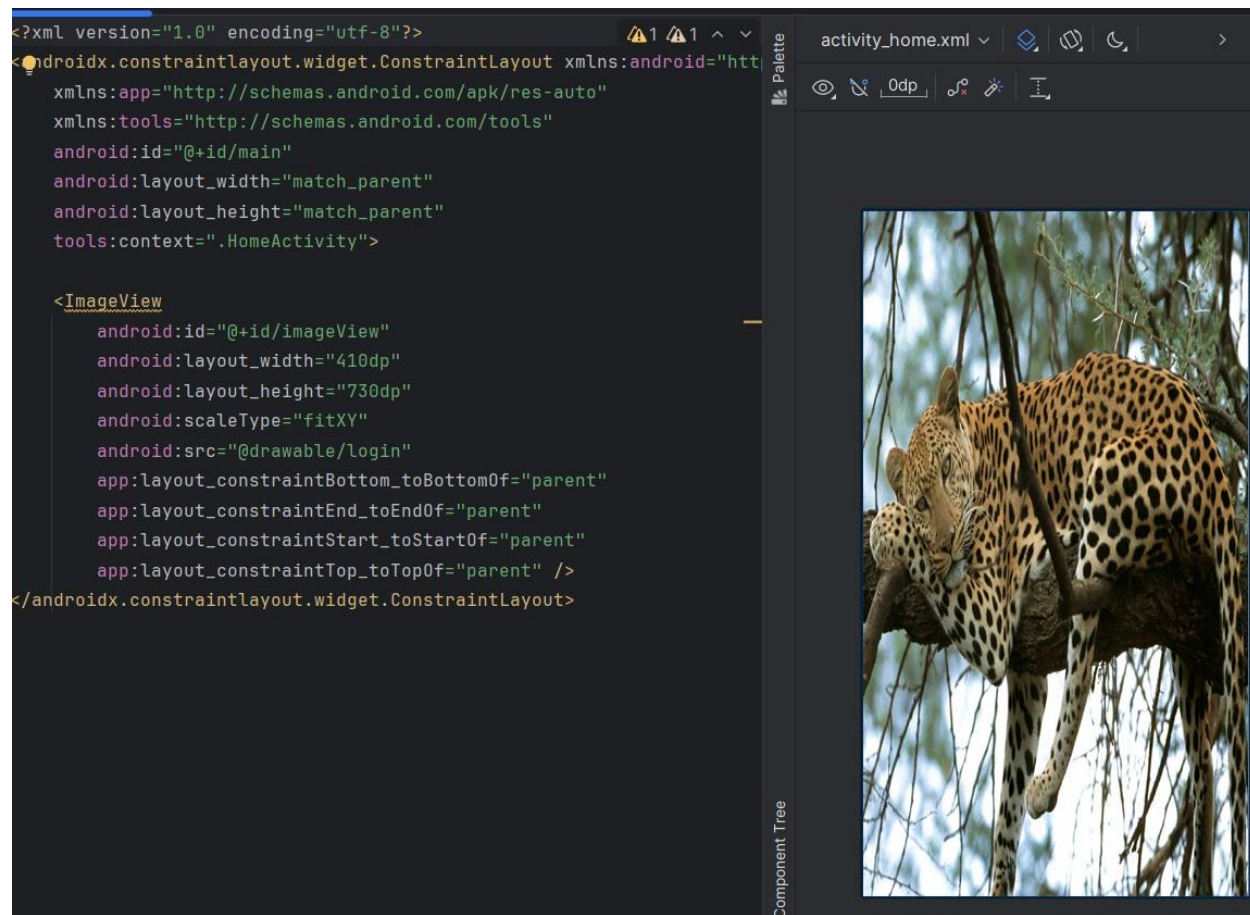 <?xml version="1.0" encoding="utf-8"?>
1 1
<androidx.constraintlayout.widget.ConstraintLayout xmlns:android="htt
xmlns:app="http://schemas.android.com/apk/res-auto"
xmlns:tools="http://schemas.android.com/tools"
android:id="@+id/main"
android:layout_width="match_parent"
android:layout_height="match_parent"
tools:context=".HomeActivity">
<ImageView
android:id="@+id/imageView"
android:layout_width="410dp"
android:layout_height="730dp"
android:scaleType="fitXY"
android:src="@drawable/login"
app:layout_constraintBottom_toBottomOf="parent"
app:layout_constraintEnd_toEndOf="parent"
app:layout_constraintStart_toStartOf="parent"
app:layout_constraintTop_toTopOf="parent" />
</androidx.constraintlayout.widget.ConstraintLayout>
Palette
Component Tree
activity_home.xml
0dp